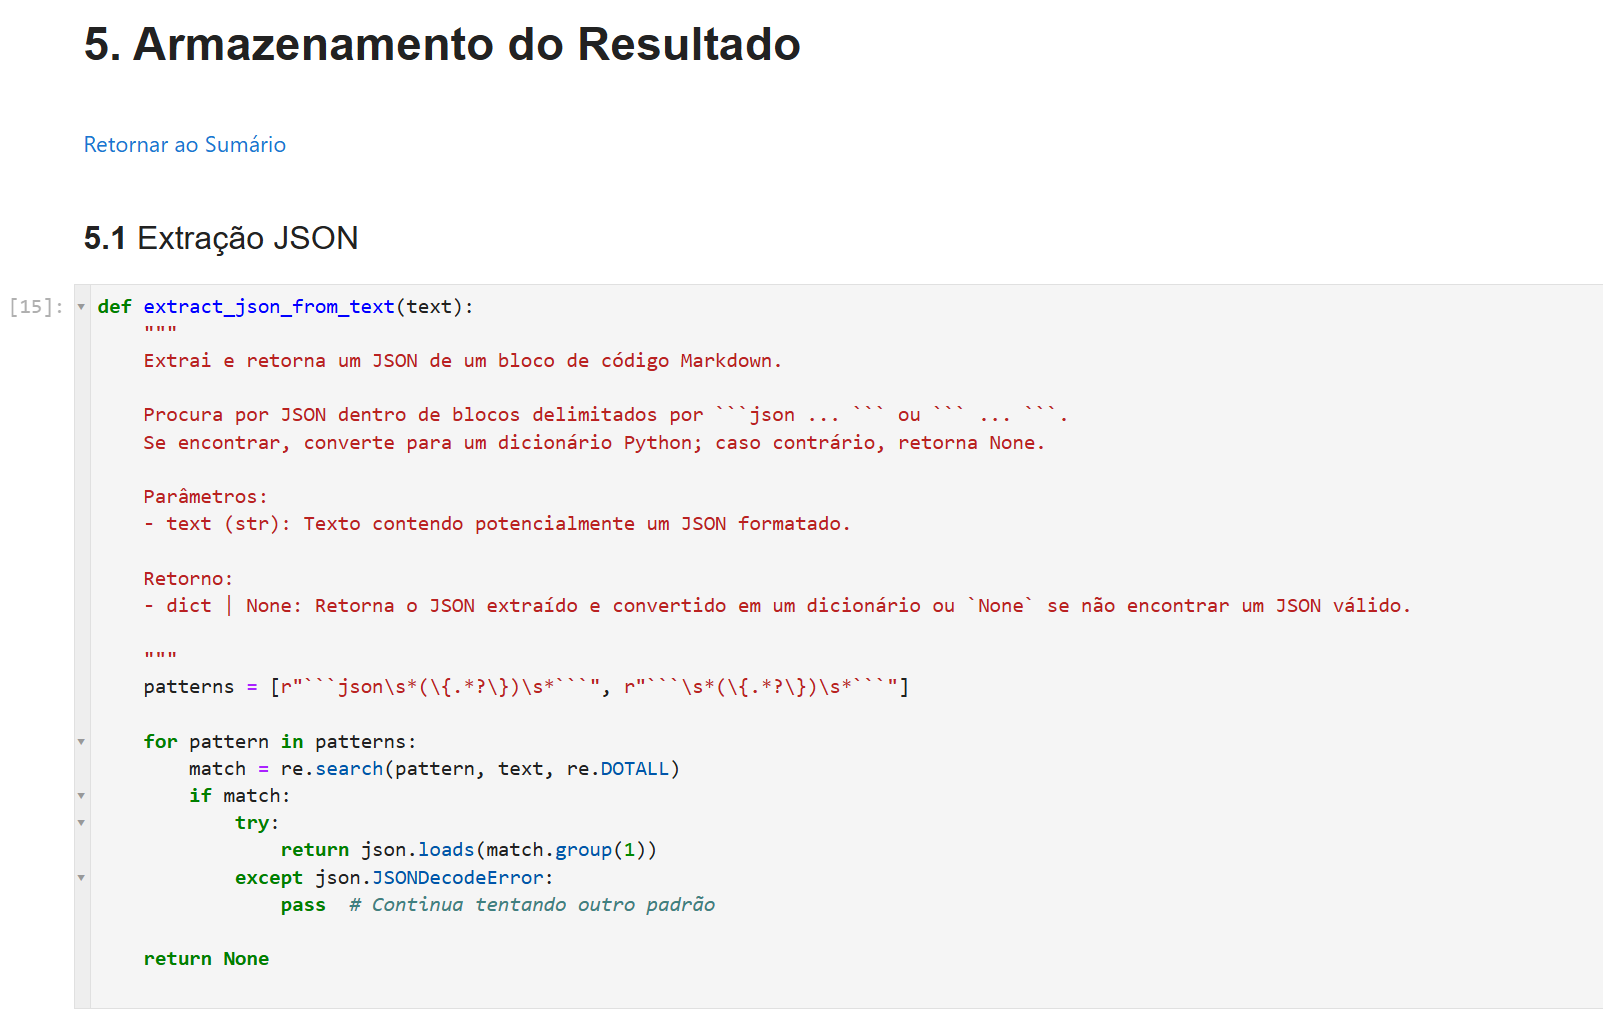 5. Armazenamento do Resultado
Retornar ao Sumário
5.1 Extração JSON
[15]:
def extract_json_from_text(text):
    """
    Extrai e retorna um JSON de um bloco de código Markdown.

    Procura por JSON dentro de blocos delimitados por ```json ... ``` ou ``` ... ```.
    Se encontrar, converte para um dicionário Python; caso contrário, retorna None.

    Parâmetros:
    - text (str): Texto contendo potencialmente um JSON formatado.

    Retorno:
    - dict | None: Retorna o JSON extraído e convertido em um dicionário ou `None` se não encontrar um JSON válido.

    """
    patterns = [r"```json\s*(\{.*?\})\s*```", r"```\s*(\{.*?\})\s*```"]

    for pattern in patterns:
        match = re.search(pattern, text, re.DOTALL)
        if match:
            try:
                return json.loads(match.group(1))
            except json.JSONDecodeError:
                pass  # Continua tentando outro padrão

    return None